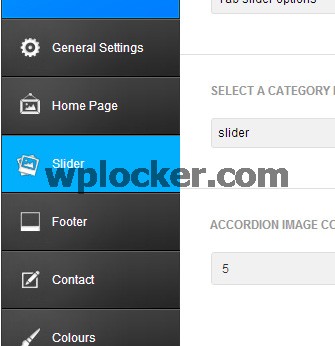 Tab slider options
General Settings
SELECT A CATEGORY
Home Page
slider
Slider
wplocker.com
Footer
ACCORDION IMAGE CO
Contact
5
Colours